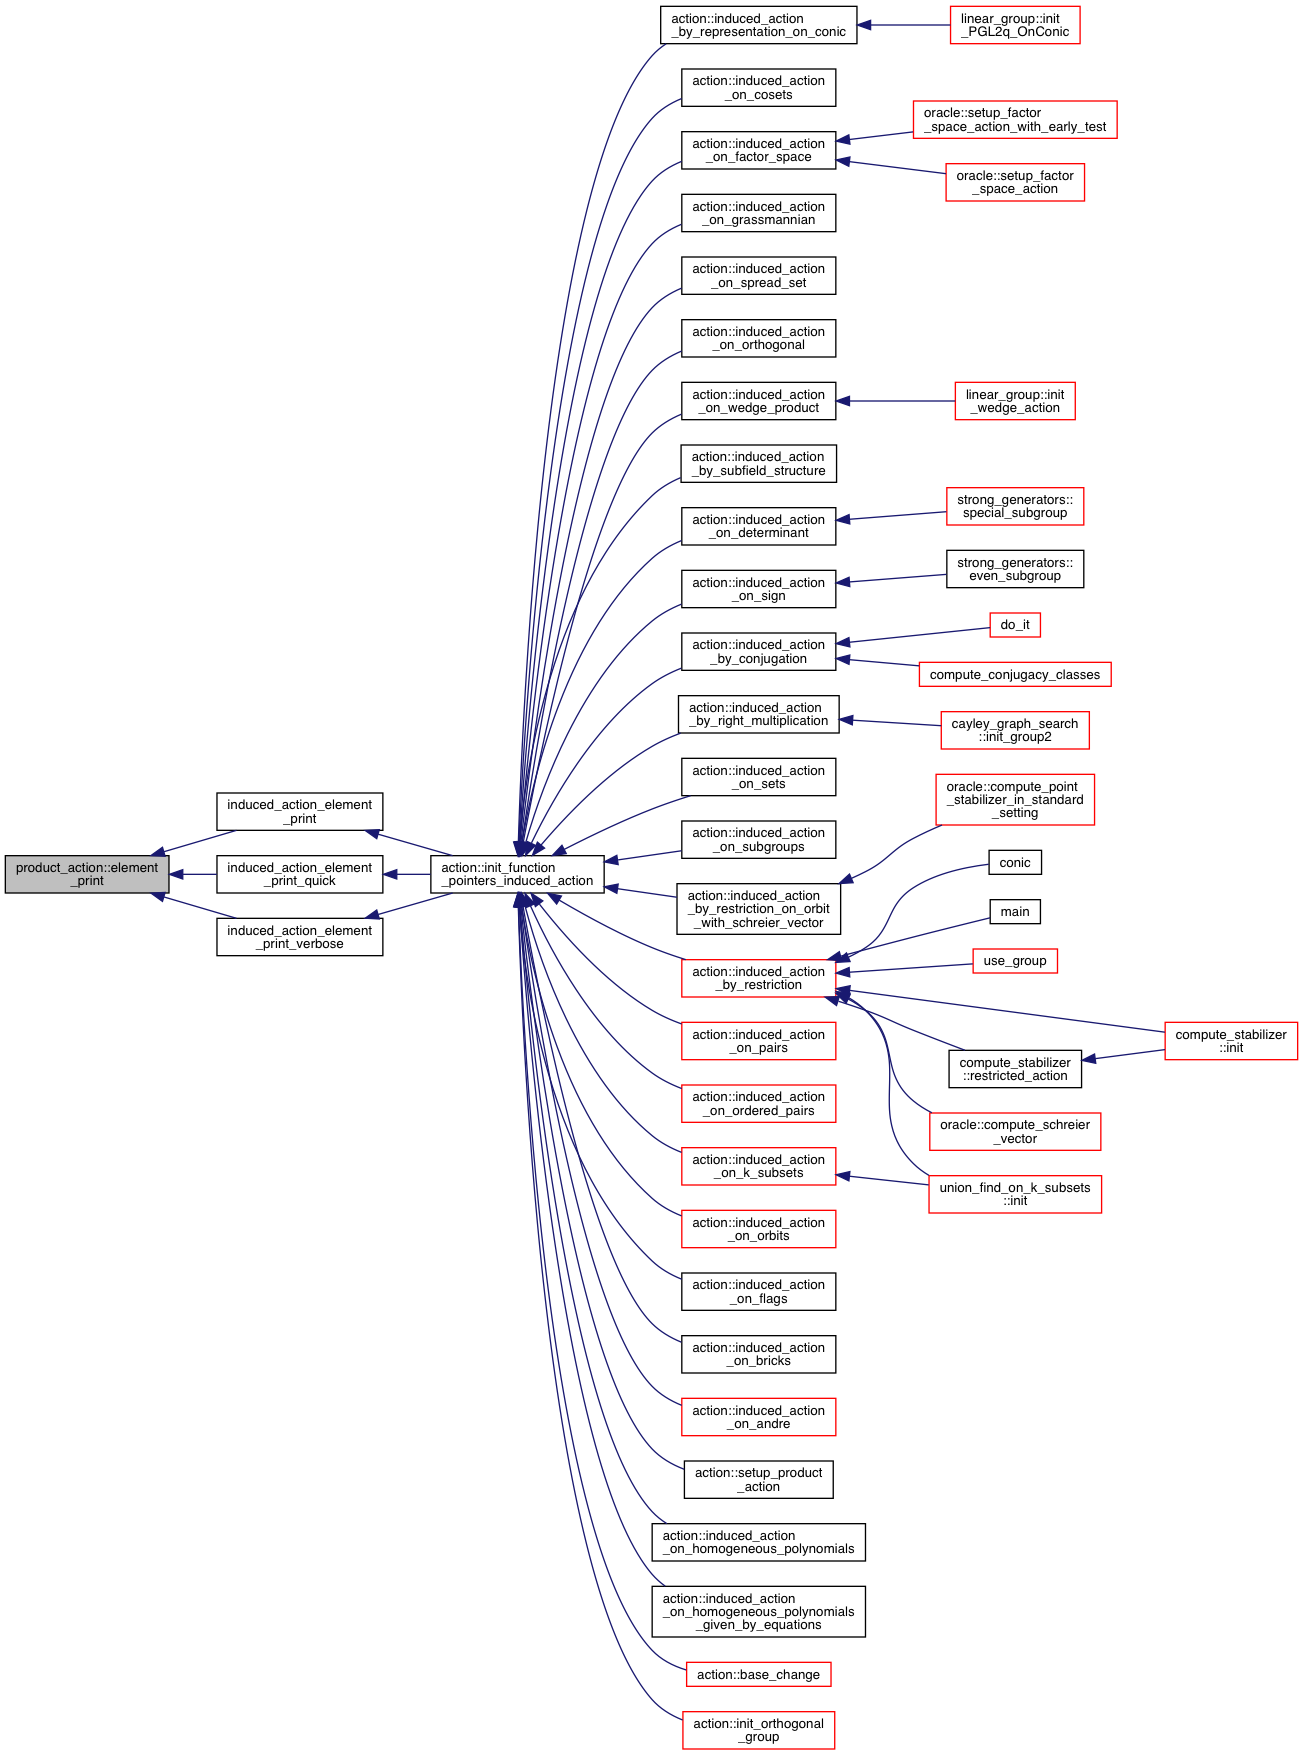 product_action::element
_print
induced_action_element
_print
induced_action_element
_print_quick
induced_action_element
_print_verbose
action::init_function
_pointers_induced_action
action::induced_action
_by_representation_on_conic
linear_group::init
_PGL2q_OnConic
action::induced_action
_on_cosets
action::induced_action
_on_factor_space
oracle::setup_factor
_space_action_with_early_test
oracle::setup_factor
_space_action
action::induced_action
_on_grassmannian
action::induced_action
_on_spread_set
action::induced_action
_on_orthogonal
action::induced_action
_on_wedge_product
linear_group::init
_wedge_action
action::induced_action
_by_subfield_structure
action::induced_action
_on_determinant
strong_generators::
special_subgroup
action::induced_action
_on_sign
strong_generators::
even_subgroup
action::induced_action
_by_conjugation
do_it
compute_conjugacy_classes
action::induced_action
_by_right_multiplication
cayley_graph_search
::init_group2
action::induced_action
_on_sets
action::induced_action
_on_subgroups
action::induced_action
_by_restriction_on_orbit
_with_schreier_vector
oracle::compute_point
_stabilizer_in_standard
_setting
action::induced_action
_by_restriction
conic
main
use_group
compute_stabilizer
::init
compute_stabilizer
::restricted_action
oracle::compute_schreier
_vector
union_find_on_k_subsets
::init
action::induced_action
_on_pairs
action::induced_action
_on_ordered_pairs
action::induced_action
_on_k_subsets
action::induced_action
_on_orbits
action::induced_action
_on_flags
action::induced_action
_on_bricks
action::induced_action
_on_andre
action::setup_product
_action
action::induced_action
_on_homogeneous_polynomials
action::induced_action
_on_homogeneous_polynomials
_given_by_equations
action::base_change
action::init_orthogonal
_group